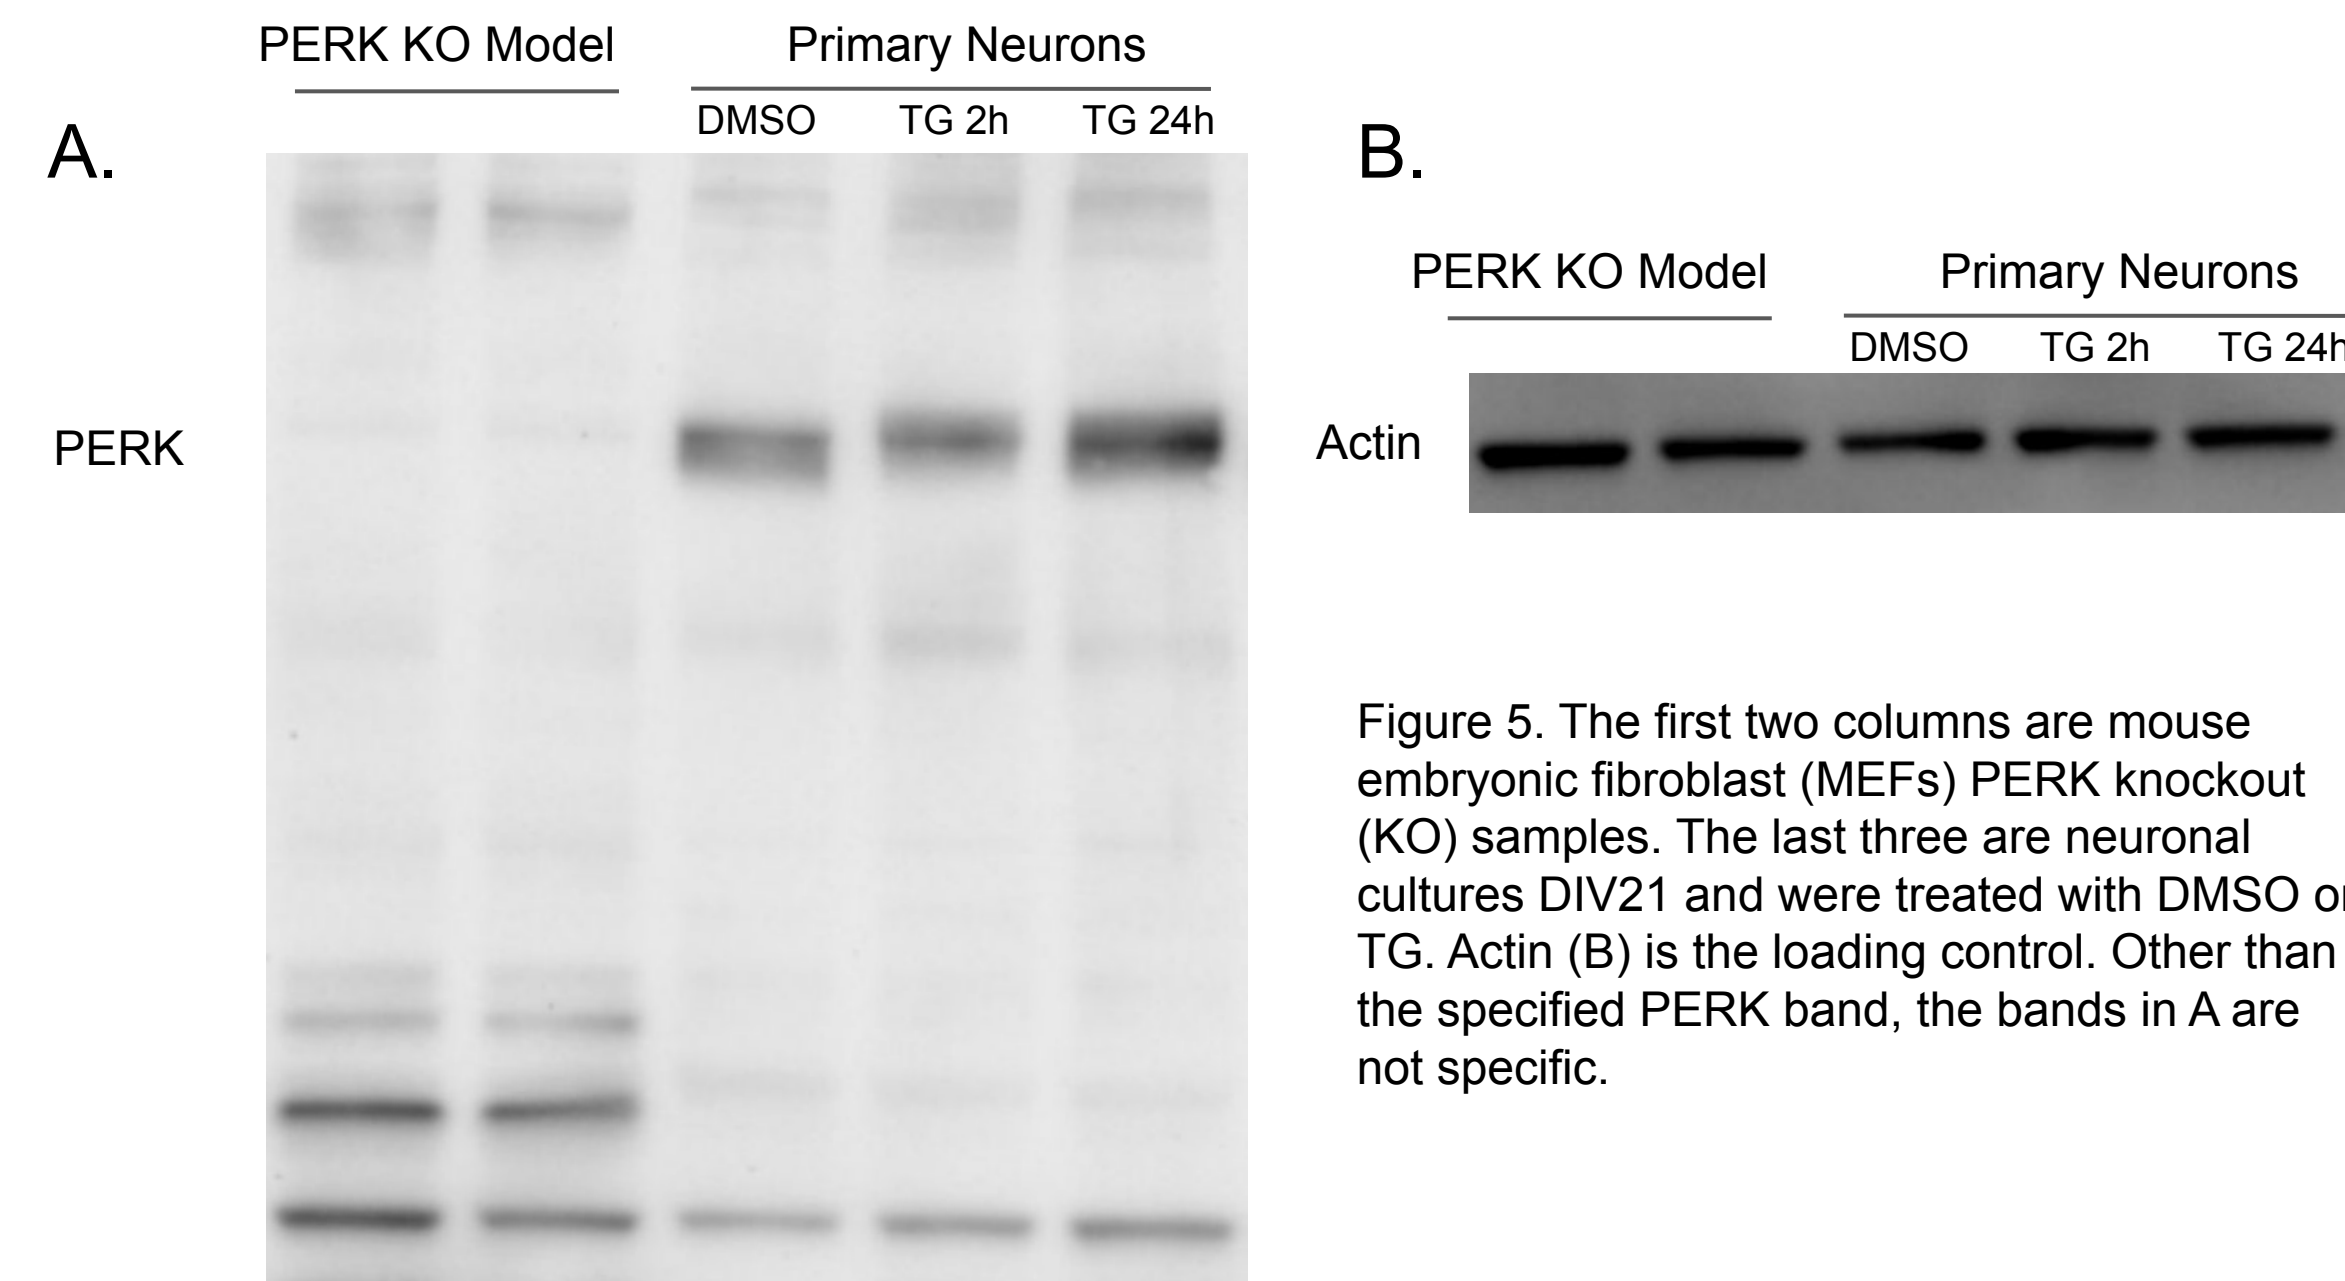 PERK KO Model
Primary Neurons
DMSO
TG 2h
TG 24h
A.
PERK
B.
PERK KO Model
Primary Neurons
DMSO
TG 2h
TG 24h
Actin
Figure 5. The first two columns are mouse
embryonic fibroblast (MEFs) PERK knockout
(KO) samples. The last three are neuronal
cultures DIV21 and were treated with DMSO or
TG. Actin (B) is the loading control. Other than
the specified PERK band, the bands in A are
not specific.